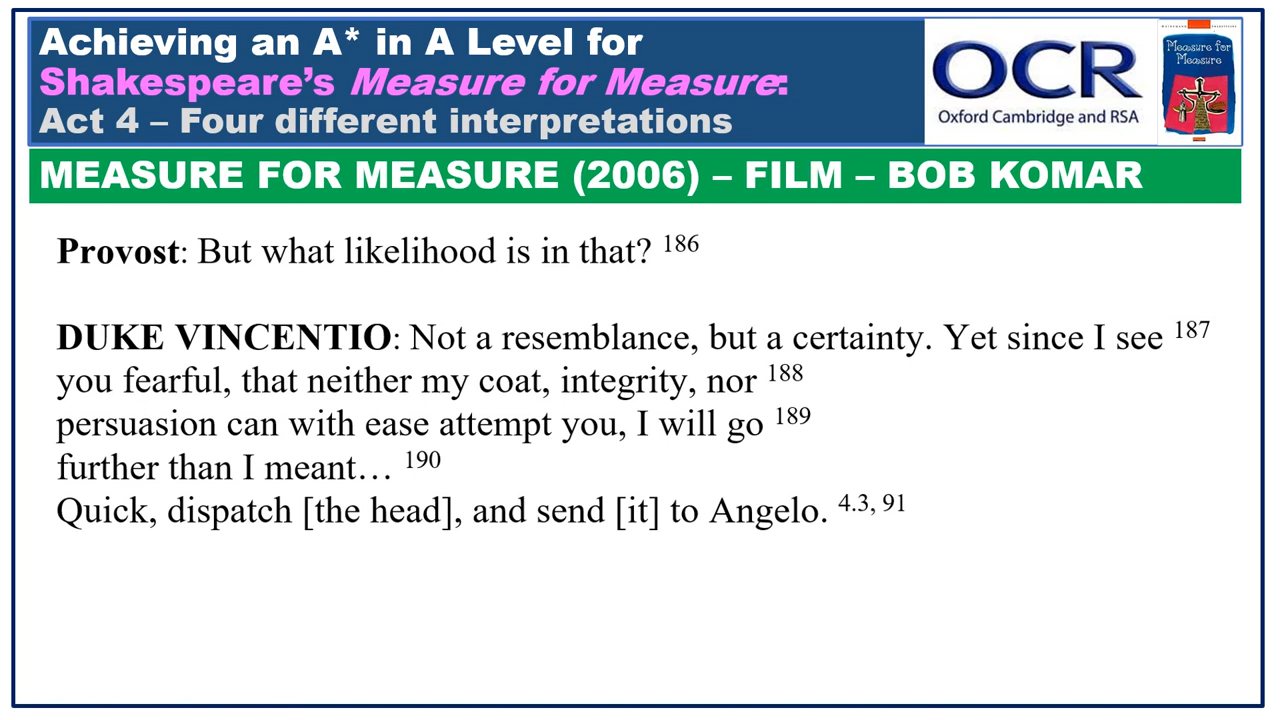 Achieving an A* in A Level for
Shakespeare's Measure for Measure:
Act 4 – Four different interpretations
OCR
Oxford Cambridge and RSA
Measure for
Measure
MEASURE FOR MEASURE (2006) – FILM – BOB KOMAR
Provost: But what likelihood is in that? 186
DUKE VINCENTIO: Not a resemblance, but a certainty. Yet since I see 187
you fearful, that neither my coat, integrity, nor 188
persuasion can with ease attempt you, I will go 189
further than I meant… 190
Quick, dispatch [the head], and send [it] to Angelo. 4.3, 91